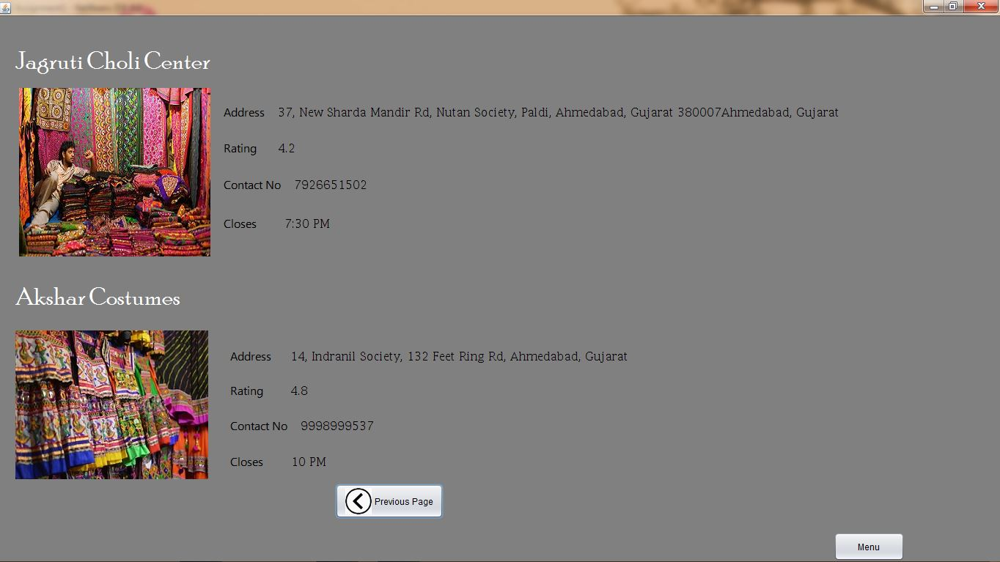 Jagruti Choli Center
Address 37, New Sharda Mandir Rd, Nutan Society, Paldi, Ahmedabad, Gujarat 380007Ahmedabad, Gujarat
Rating 4.2
Contact No 7926651502
Closes 7:30 PM
Akshar Costumes
Address 14, Indranil Society, 132 Feet Ring Rd, Ahmedabad, Gujarat
Rating 4.8
Contact No 9998999537
Closes 10 PM
Previous Page
Menu